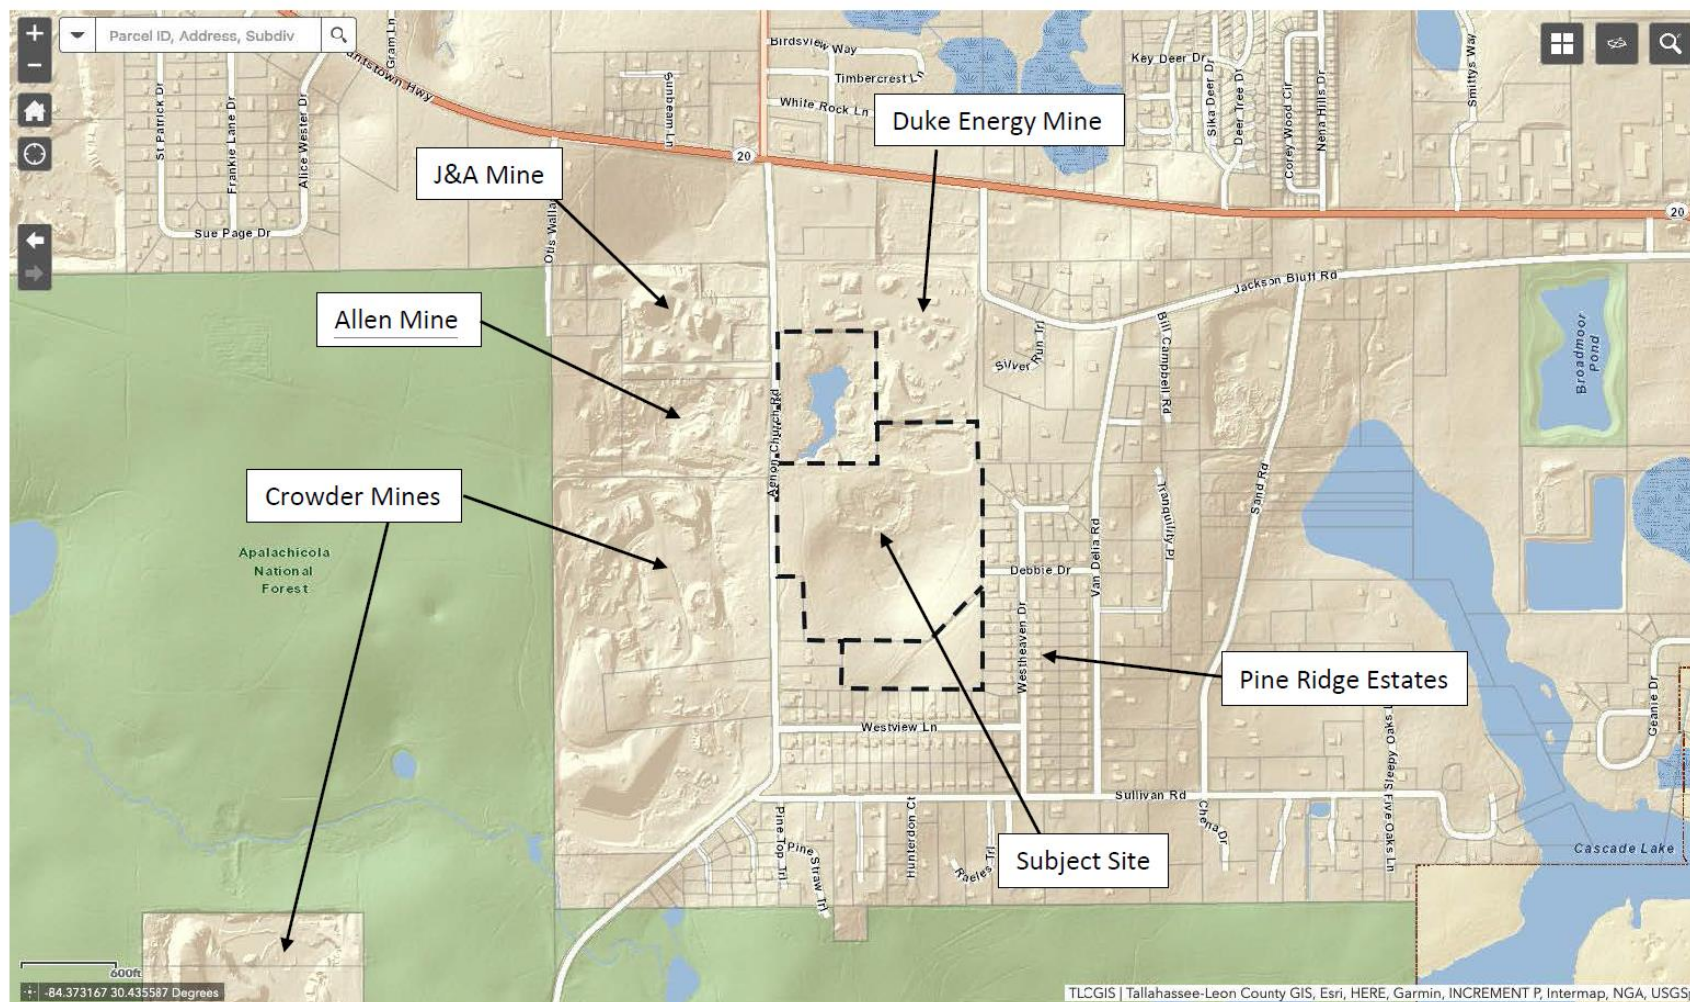 Parcel ID, Address, Subdiv
Gram Ln
Birdsview Way
Timbercrest Ln
White Rock Ln
Key Deer Dr
Sika Deer Dr
Deer Tree Dr
Corey Wood Cir
Nena Hills Dr
Smittys Way
St Patrick Dr
Frankie Lane Dr
Alice Wester Dr
Sunbeam Ln
Duke Energy Mine
J&A Mine
20
20
Sue Page Dr
Jackson Bluff Rd
Allen Mine
Silver Run Trl
Bill Campbell Rd
Broadmoor
Pond
Agnon Church Rd
Crowder Mines
Apalachicola
National
Forest
Tranquility Pl
Sand Rd
Van Delia Rd
Debbie Dr
Westheaven Dr
Pine Ridge Estates
Geanie Dr
Westview Ln
Sleepy Oaks
Sullivan Rd
Five Oaks Ln
Chena Dr
Pine Top Trl
Pine Straw Trl
Hunterdon Ct
Raeles Trl
Subject Site
Cascade Lake
600ft
-84.373167 30.435587 Degrees
TLCGIS | Tallahassee-Leon County GIS, Esri, HERE, Garmin, INCREMENT P, Intermap, NGA, USGS